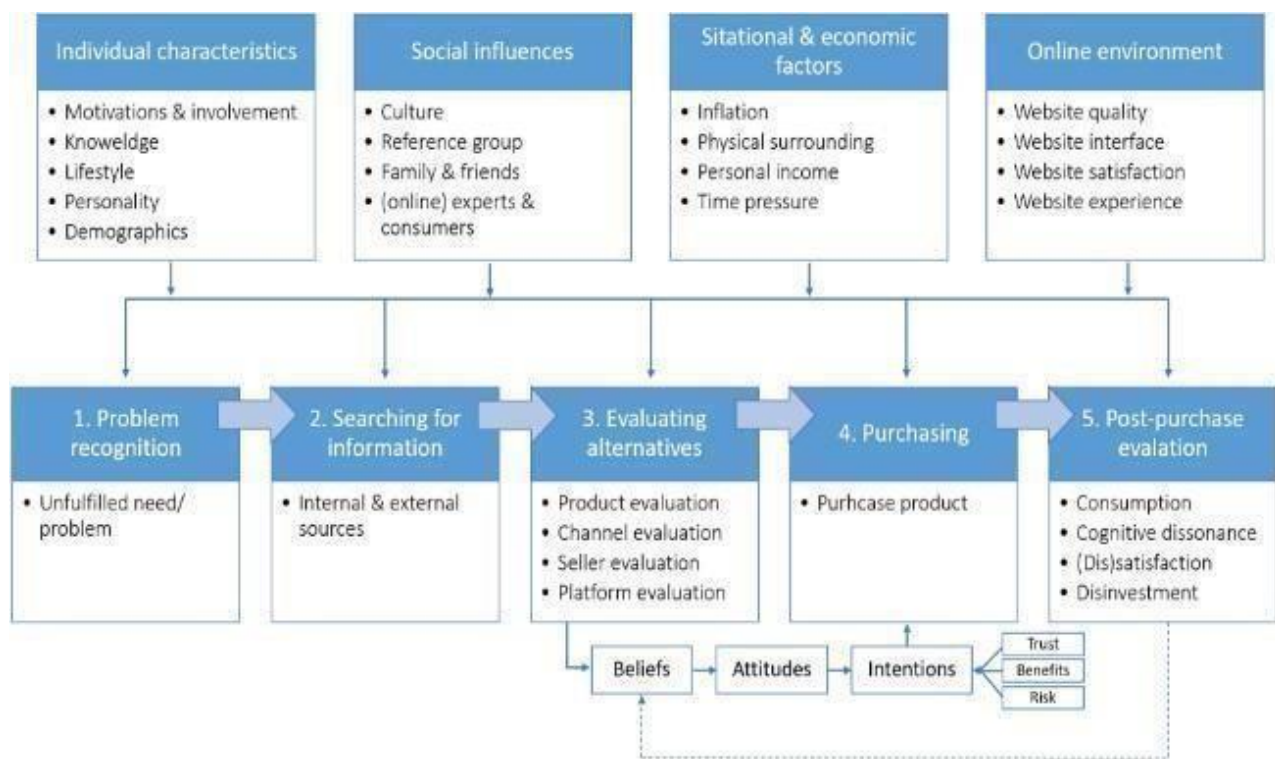 Individual characteristics
• Motivations & involvement
• Knoweldge
• Lifestyle
• Personality
• Demographics
Social influences
• Culture
• Reference group
• Family & friends
• (online) experts &
consumers
Sitational & economic
factors
• Inflation
• Physical surrounding
• Personal income
• Time pressure
Online environment
• Website quality
• Website interface
• Website satisfaction
• Website experience
1. Problem
recognition
• Unfulfilled need/
problem
2. Searching for
information
• Internal & external
sources
3. Evaluating
alternatives
• Product evaluation
• Channel evaluation
• Seller evaluation
• Platform evaluation
4. Purchasing
• Purhcase product
5. Post-purchase
evalation
• Consumption
• Cognitive dissonance
• (Dis)satisfaction
• Disinvestment
Beliefs
Attitudes
Intentions
Trust
Benefits
Risk